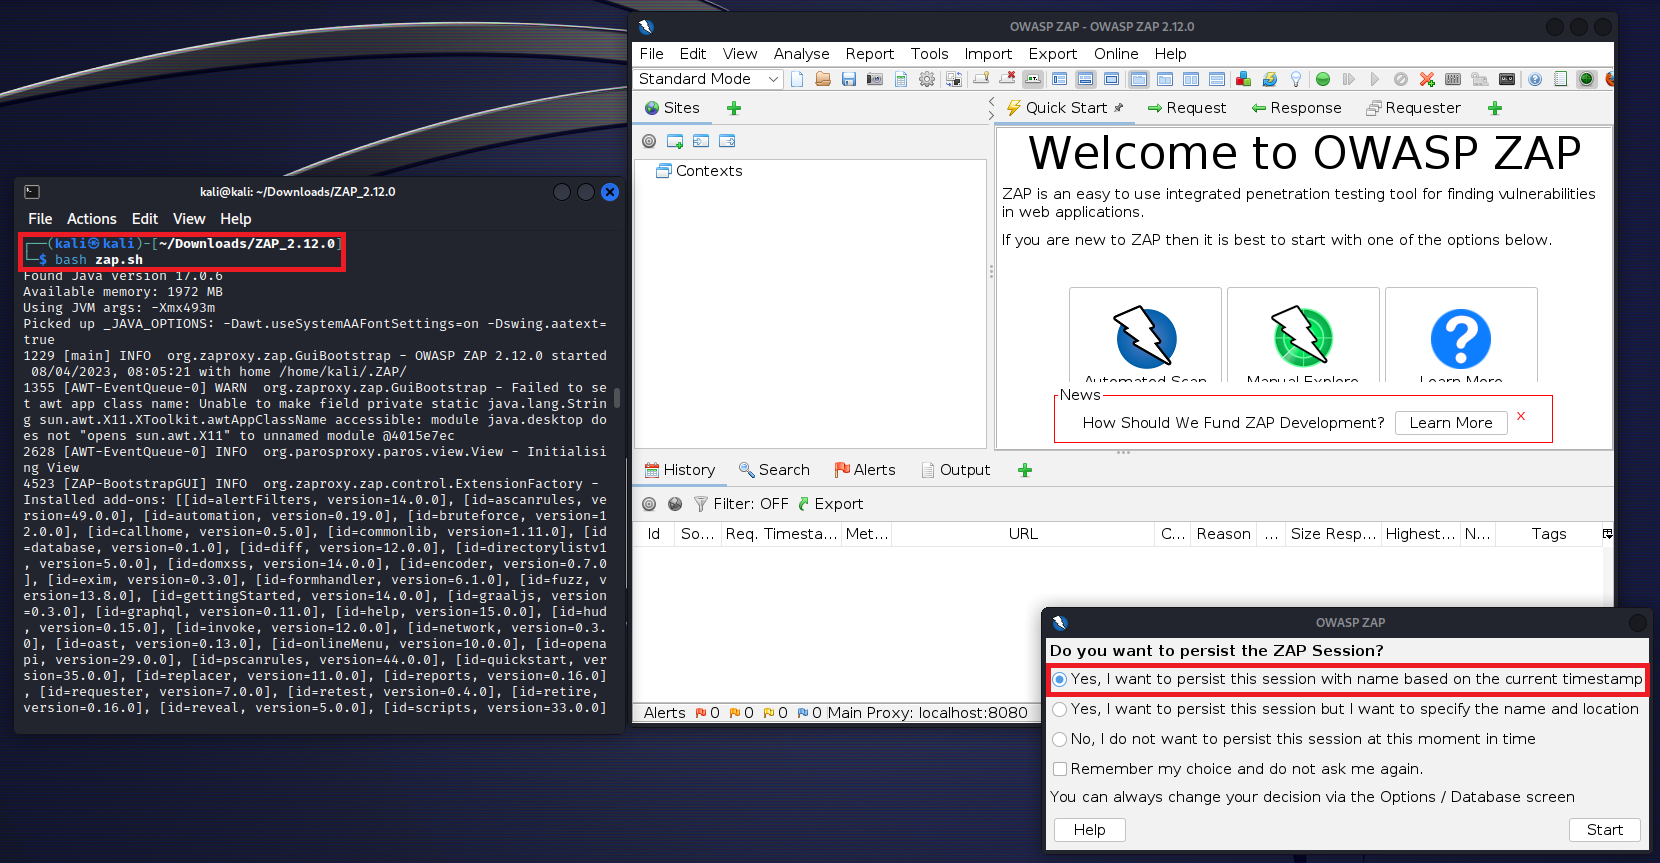 kali@kali: ~/Downloads/ZAP_2.12.0
File Actions Edit View Help
(kali㉿kali)-[~/Downloads/ZAP_2.12.0]
$ bash zap.sh
Found Java version 17.0.6
Available memory: 1972 MB
Using JVM args: -Xmx493m
Picked up _JAVA_OPTIONS: -Dawt.useSystemAAFontSettings=on -Dswing.aatext=
true
1229 [main] INFO  org.zaproxy.zap.GuiBootstrap - OWASP ZAP 2.12.0 started
08/04/2023, 08:05:21 with home /home/kali/.ZAP/
1355 [AWT-EventQueue-0] WARN  org.zaproxy.zap.GuiBootstrap - Failed to se
t awt app class name: Unable to make field private static java.lang.Strin
g sun.awt.X11.XToolkit.awtAppClassName accessible: module java.desktop do
es not "opens sun.awt.X11" to unnamed module @4015e7ec
2628 [AWT-EventQueue-0] INFO  org.parosproxy.paros.view.View - Initialisi
ng View
4523 [ZAP-BootstrapGUI] INFO  org.zaproxy.zap.control.ExtensionFactory -
Installed add-ons: [[id=alertFilters, version=14.0.0], [id=ascanrules, ve
rsion=49.0.0], [id=automation, version=0.19.0], [id=bruteforce, version=1
2.0.0], [id=callhome, version=0.5.0], [id=commonlib, version=1.11.0], [id
=database, version=0.1.0], [id=diff, version=12.0.0], [id=directorylistv1
, version=5.0.0], [id=domxss, version=14.0.0], [id=encoder, version=0.7.0
], [id=exim, version=0.3.0], [id=formhandler, version=6.1.0], [id=fuzz, v
ersion=13.8.0], [id=gettingStarted, version=14.0.0], [id=graaljs, version
=0.3.0], [id=graphql, version=0.11.0], [id=help, version=15.0.0], [id=hud
, version=0.15.0], [id=invoke, version=12.0.0], [id=network, version=0.3.
0], [id=oast, version=0.13.0], [id=onlineMenu, version=10.0.0], [id=opena
pi, version=29.0.0], [id=pscanrules, version=44.0.0], [id=quickstart, ver
sion=35.0.0], [id=replacer, version=11.0.0], [id=reports, version=0.16.0]
, [id=requester, version=7.0.0], [id=retest, version=0.4.0], [id=retire,
version=0.16.0], [id=reveal, version=5.0.0], [id=scripts, version=33.0.0]
OWASP ZAP - OWASP ZAP 2.12.0
File Edit View Analyse Report Tools Import Export Online Help
Standard Mode
Sites
Quick Start Request Response Requester
Contexts
Welcome to OWASP ZAP
ZAP is an easy to use integrated penetration testing tool for finding vulnerabilities
in web applications.
If you are new to ZAP then it is best to start with one of the options below.
Automated Scan Manual Explore Learn More
News
How Should We Fund ZAP Development? Learn More X
History Search Alerts Output
Filter: OFF Export
Id So... Req. Timesta... Met... URL C... Reason ... Size Resp... Highest... N... Tags
Alerts 0 0 0 0 Main Proxy: localhost:8080
OWASP ZAP
Do you want to persist the ZAP Session?
Yes, I want to persist this session with name based on the current timestamp
Yes, I want to persist this session but I want to specify the name and location
No, I do not want to persist this session at this moment in time
Remember my choice and do not ask me again.
You can always change your decision via the Options / Database screen
Help Start